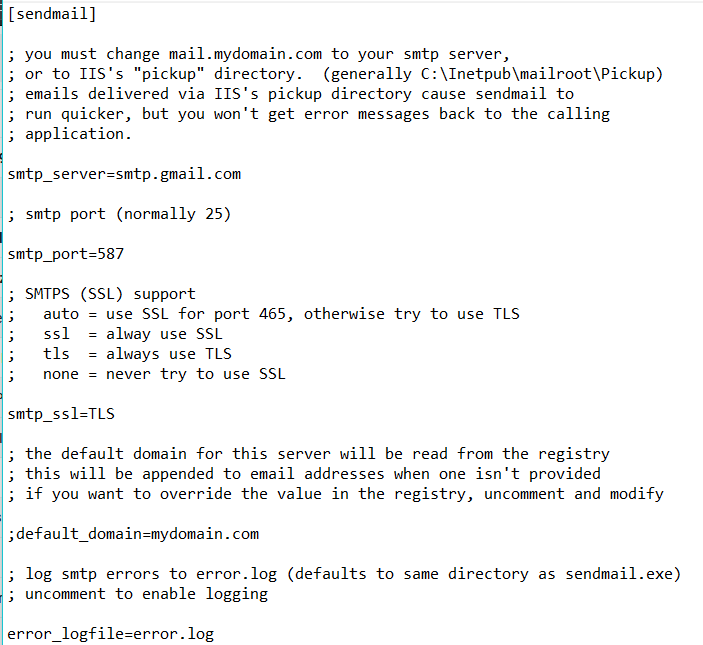 [sendmail]
; you must change mail.mydomain.com to your smtp server,
; or to IIS's "pickup" directory.  (generally C:\Inetpub\mailroot\Pickup)
; emails delivered via IIS's pickup directory cause sendmail to
; run quicker, but you won't get error messages back to the calling
; application.
smtp_server=smtp.gmail.com
; smtp port (normally 25)
smtp_port=587
; SMTPS (SSL) support
;   auto = use SSL for port 465, otherwise try to use TLS
;   ssl  = alway use SSL
;   tls  = always use TLS
;   none = never try to use SSL
smtp_ssl=TLS
; the default domain for this server will be read from the registry
; this will be appended to email addresses when one isn't provided
; if you want to override the value in the registry, uncomment and modify
;default_domain=mydomain.com
; log smtp errors to error.log (defaults to same directory as sendmail.exe)
; uncomment to enable logging
error_logfile=error.log